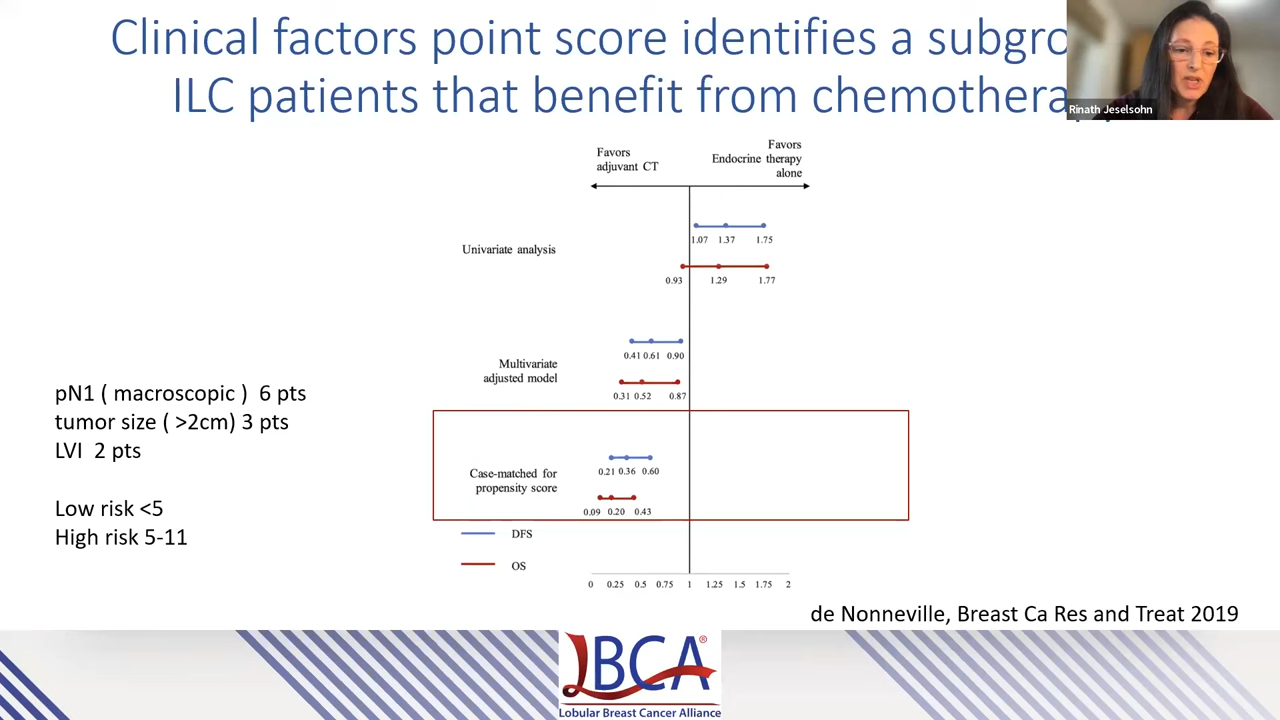 Clinical factors point score identifies a
ILC patients that benefit from
Rinath Jeselsohn
Favors
adjuvant CT
Favors
Endocrine therapy
alone
Univariate analysis
1.07 1.37 1.75
0.93 1.29 1.77
Multivariate
adjusted model
0.41 0.61 0.90
0.31 0.52 0.87
pN1 ( macroscopic ) 6 pts
tumor size ( >2cm) 3 pts
LVI 2 pts
Low risk <5
High risk 5-11
Case-matched for
propensity score
0.21 0.36 0.60
0.09 0.20 0.43
DFS
OS
0 0.25 0.5 0.75 1 1.25 1.5 1.75 2
de Nonneville, Breast Ca Res and Treat 2019
LBCA®
Lobular Breast Cancer Alliance